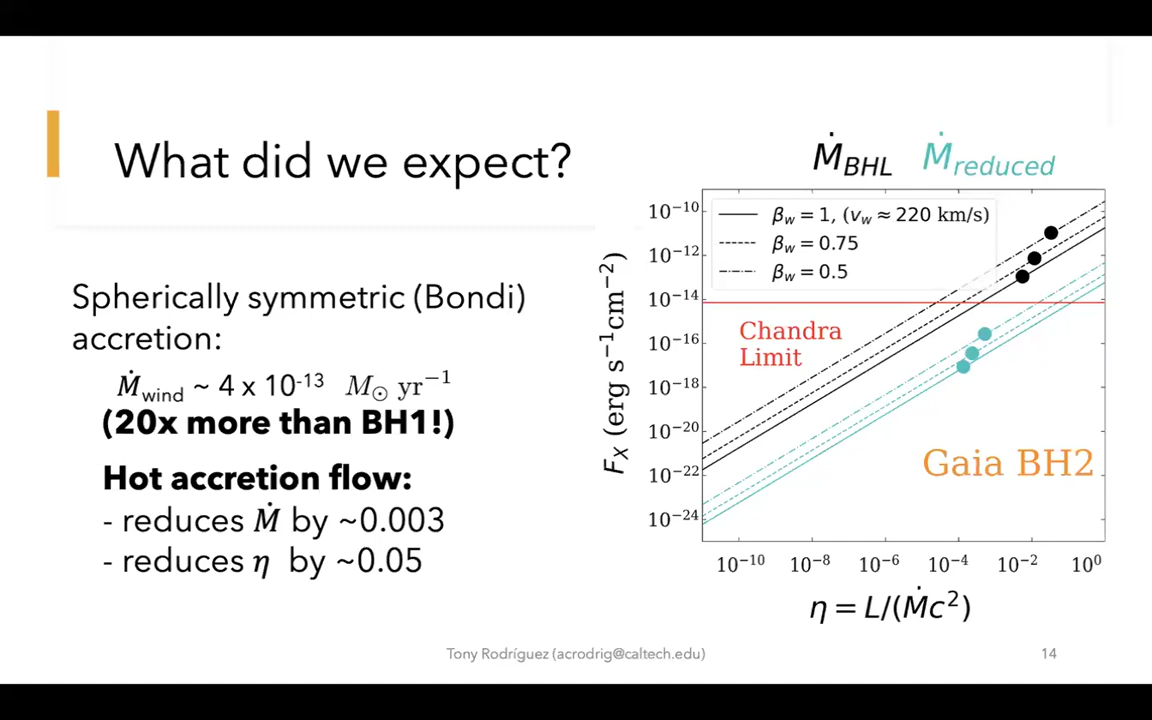 What did we expect?
Spherically symmetric (Bondi)
accretion:
Ṁwind ~ 4 x 10⁻¹³ M☉ yr⁻¹
(20x more than BH1!)
Hot accretion flow:
- reduces Ṁ by ~0.003
- reduces η by ~0.05
Ṁ_BHL Ṁ_reduced
β_w = 1, (v_w ≈ 220 km/s)
β_w = 0.75
β_w = 0.5
Chandra
Limit
Gaia BH2
F_X (erg s⁻¹cm⁻²)
10⁻¹⁰
10⁻¹²
10⁻¹⁴
10⁻¹⁶
10⁻¹⁸
10⁻²⁰
10⁻²²
10⁻²⁴
10⁻¹⁰ 10⁻⁸ 10⁻⁶ 10⁻⁴ 10⁻² 10⁰
η = L/(Ṁc²)
Tony Rodríguez (acrodrig@caltech.edu)
14